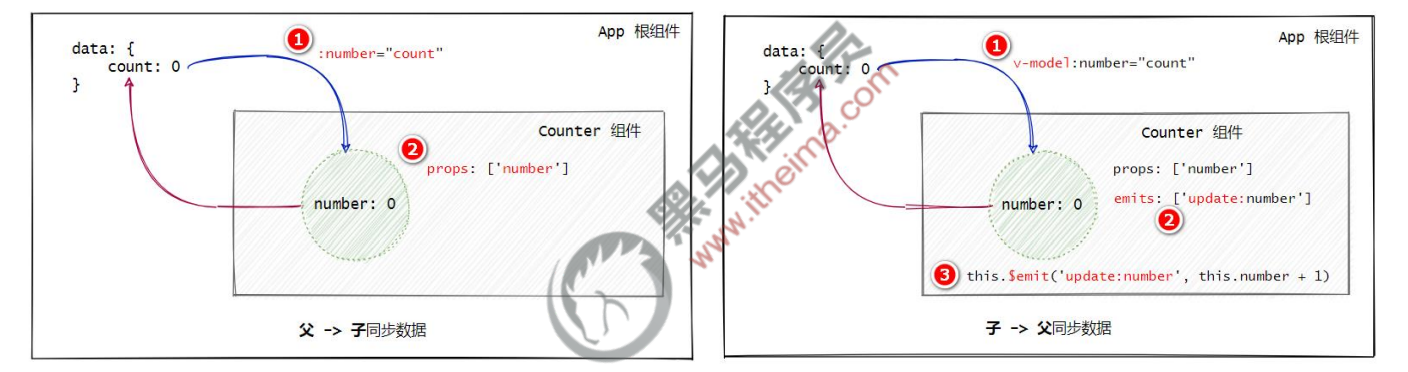 App 根组件
data: {
count: 0
}
1
:number="count"
Counter 组件
2
props: ['number']
number: 0
父 -> 子同步数据
App 根组件
data: {
count: 0
}
1
v-model:number="count"
Counter 组件
props: ['number']
emits: ['update:number']
2
number: 0
3
this.$emit('update:number', this.number + 1)
子 -> 父同步数据
黑马程序员
www.itheima.com